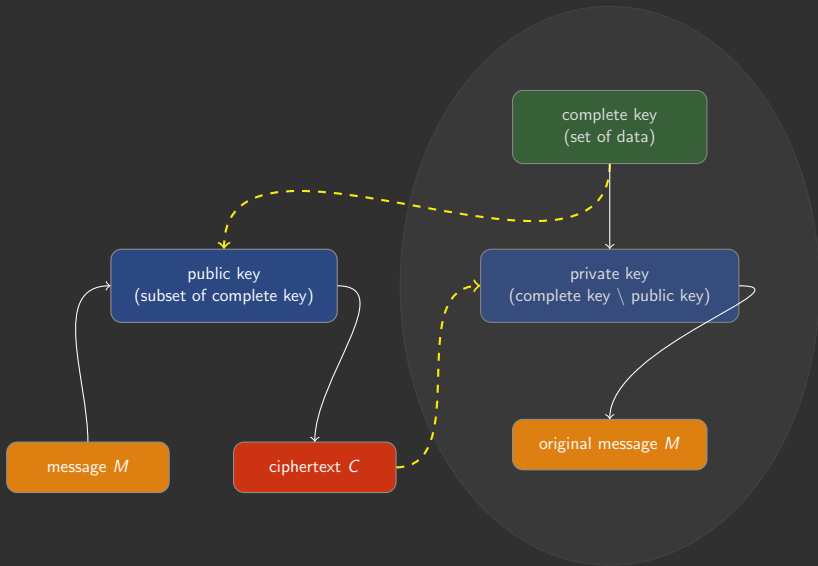 complete key
(set of data)
public key
(subset of complete key)
private key
(complete key \ public key)
message M
ciphertext C
original message M